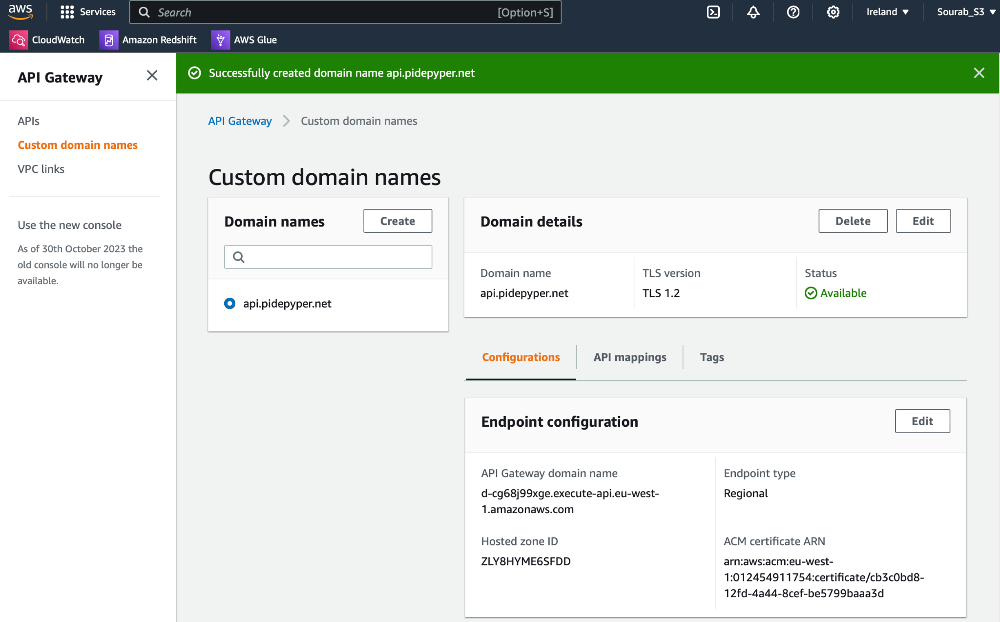 aws
Services
Search
[Option+S]
Ireland
Sourab_S3
CloudWatch
Amazon Redshift
AWS Glue
API Gateway
Successfully created domain name api.pidepyper.net
APIs
Custom domain names
VPC links
Use the new console
As of 30th October 2023 the
old console will no longer be
available.
API Gateway
Custom domain names
Custom domain names
Domain names
Create
api.pidepyper.net
Domain details
Delete
Edit
Domain name
api.pidepyper.net
TLS version
TLS 1.2
Status
Available
Configurations
API mappings
Tags
Endpoint configuration
Edit
API Gateway domain name
d-cg68j99xge.execute-api.eu-west-
1.amazonaws.com
Endpoint type
Regional
Hosted zone ID
ZLY8HYME6SFDD
ACM certificate ARN
arn:aws:acm:eu-west-
1:012454911754:certificate/cb3c0bd8-
12fd-4a44-8cef-be5799baaa3d